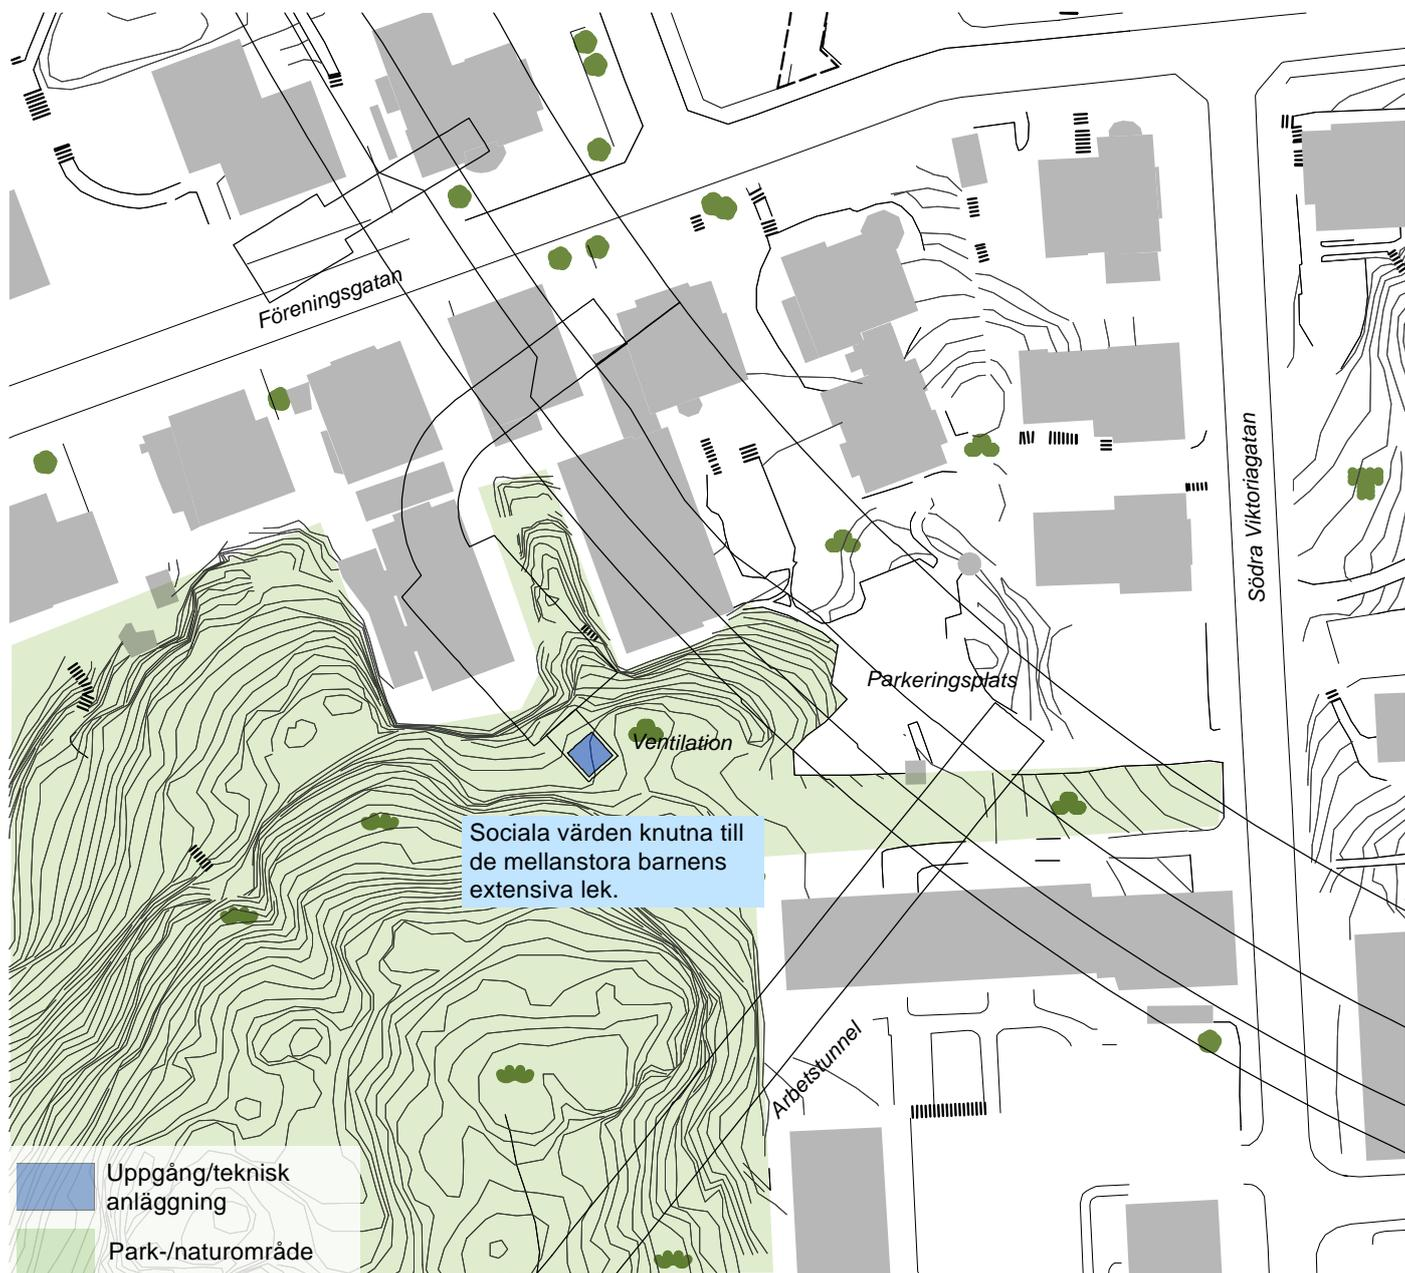 Föreningsgatan
Södra Viktoriagatan
Parkeringsplats
Ventilation
Sociala värden knutna till
de mellanstora barnens
extensiva lek.
Arbetstunnel
Uppgång/teknisk
anläggning
Park-/naturområde